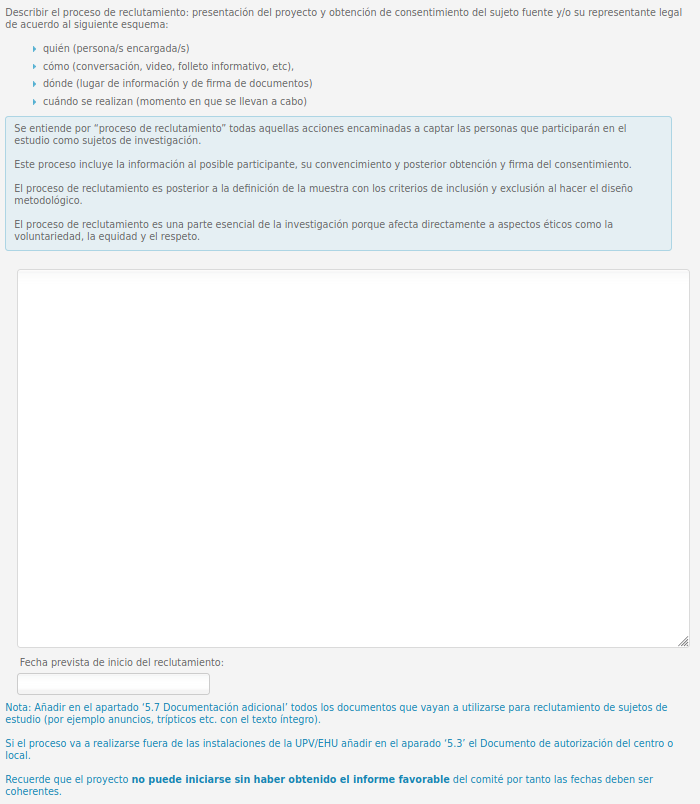 Describir el proceso de reclutamiento: presentación del proyecto y obtención de consentimiento del sujeto fuente y/o su representante legal
de acuerdo al siguiente esquema:
quién (persona/s encargada/s)
cómo (conversación, video, folleto informativo, etc),
dónde (lugar de información y de firma de documentos)
cuándo se realizan (momento en que se llevan a cabo)
Se entiende por “proceso de reclutamiento” todas aquellas acciones encaminadas a captar las personas que participarán en el
estudio como sujetos de investigación.
Este proceso incluye la información al posible participante, su convencimiento y posterior obtención y firma del consentimiento.
El proceso de reclutamiento es posterior a la definición de la muestra con los criterios de inclusión y exclusión al hacer el diseño
metodológico.
El proceso de reclutamiento es una parte esencial de la investigación porque afecta directamente a aspectos éticos como la
voluntariedad, la equidad y el respeto.
Fecha prevista de inicio del reclutamiento:
Nota: Añadir en el apartado ‘5.7 Documentación adicional’ todos los documentos que vayan a utilizarse para reclutamiento de sujetos de
estudio (por ejemplo anuncios, trípticos etc. con el texto íntegro).
Si el proceso va a realizarse fuera de las instalaciones de la UPV/EHU añadir en el aparado ‘5.3’ el Documento de autorización del centro o
local.
Recuerde que el proyecto no puede iniciarse sin haber obtenido el informe favorable del comité por tanto las fechas deben ser
coherentes.